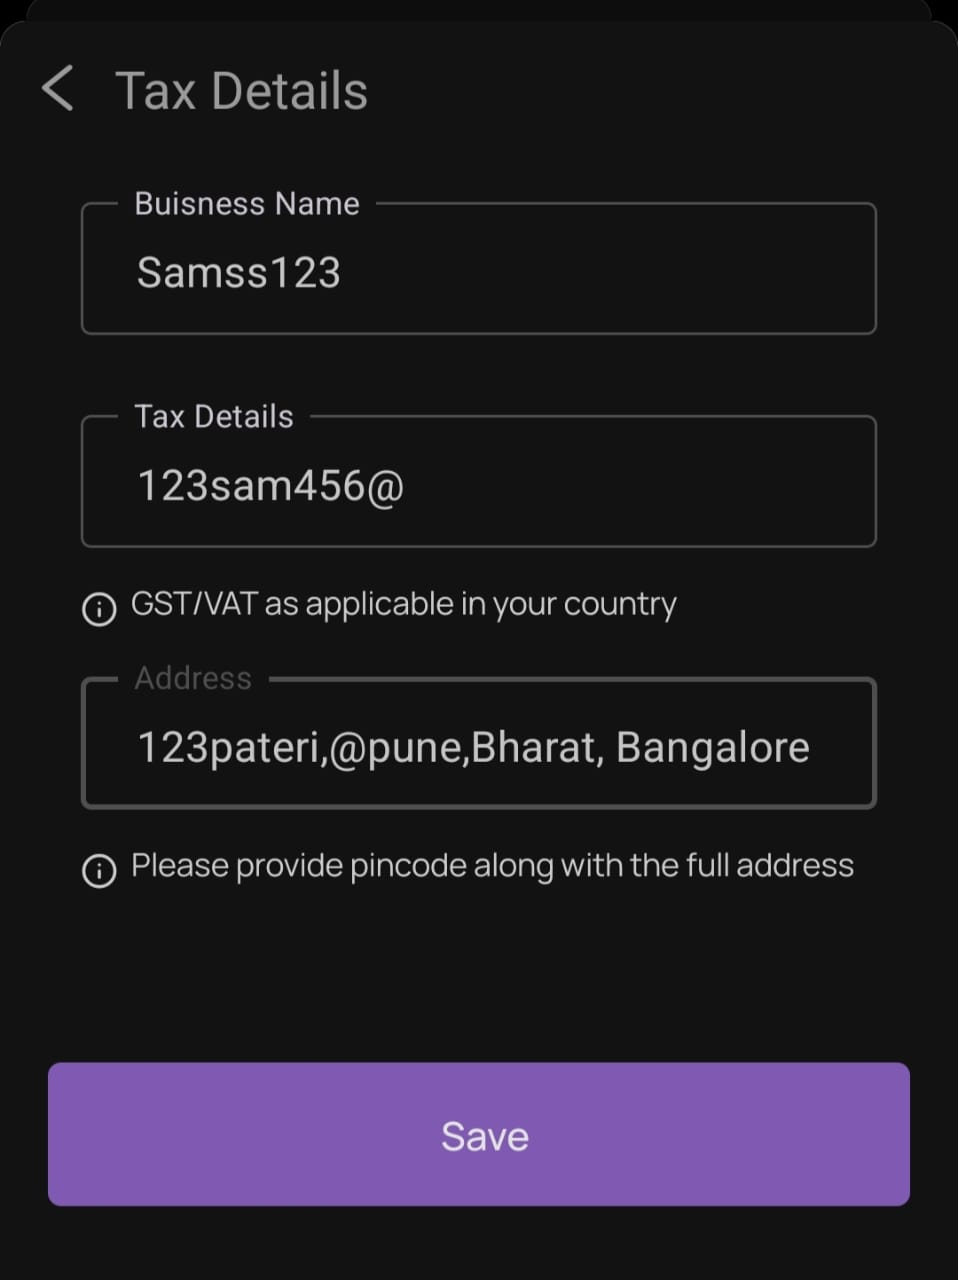 Tax Details
Buisness Name
Samss123
Tax Details
123sam456@
GST/VAT as applicable in your country
Address
123pateri,@pune,Bharat, Bangalore
Please provide pincode along with the full address
Save